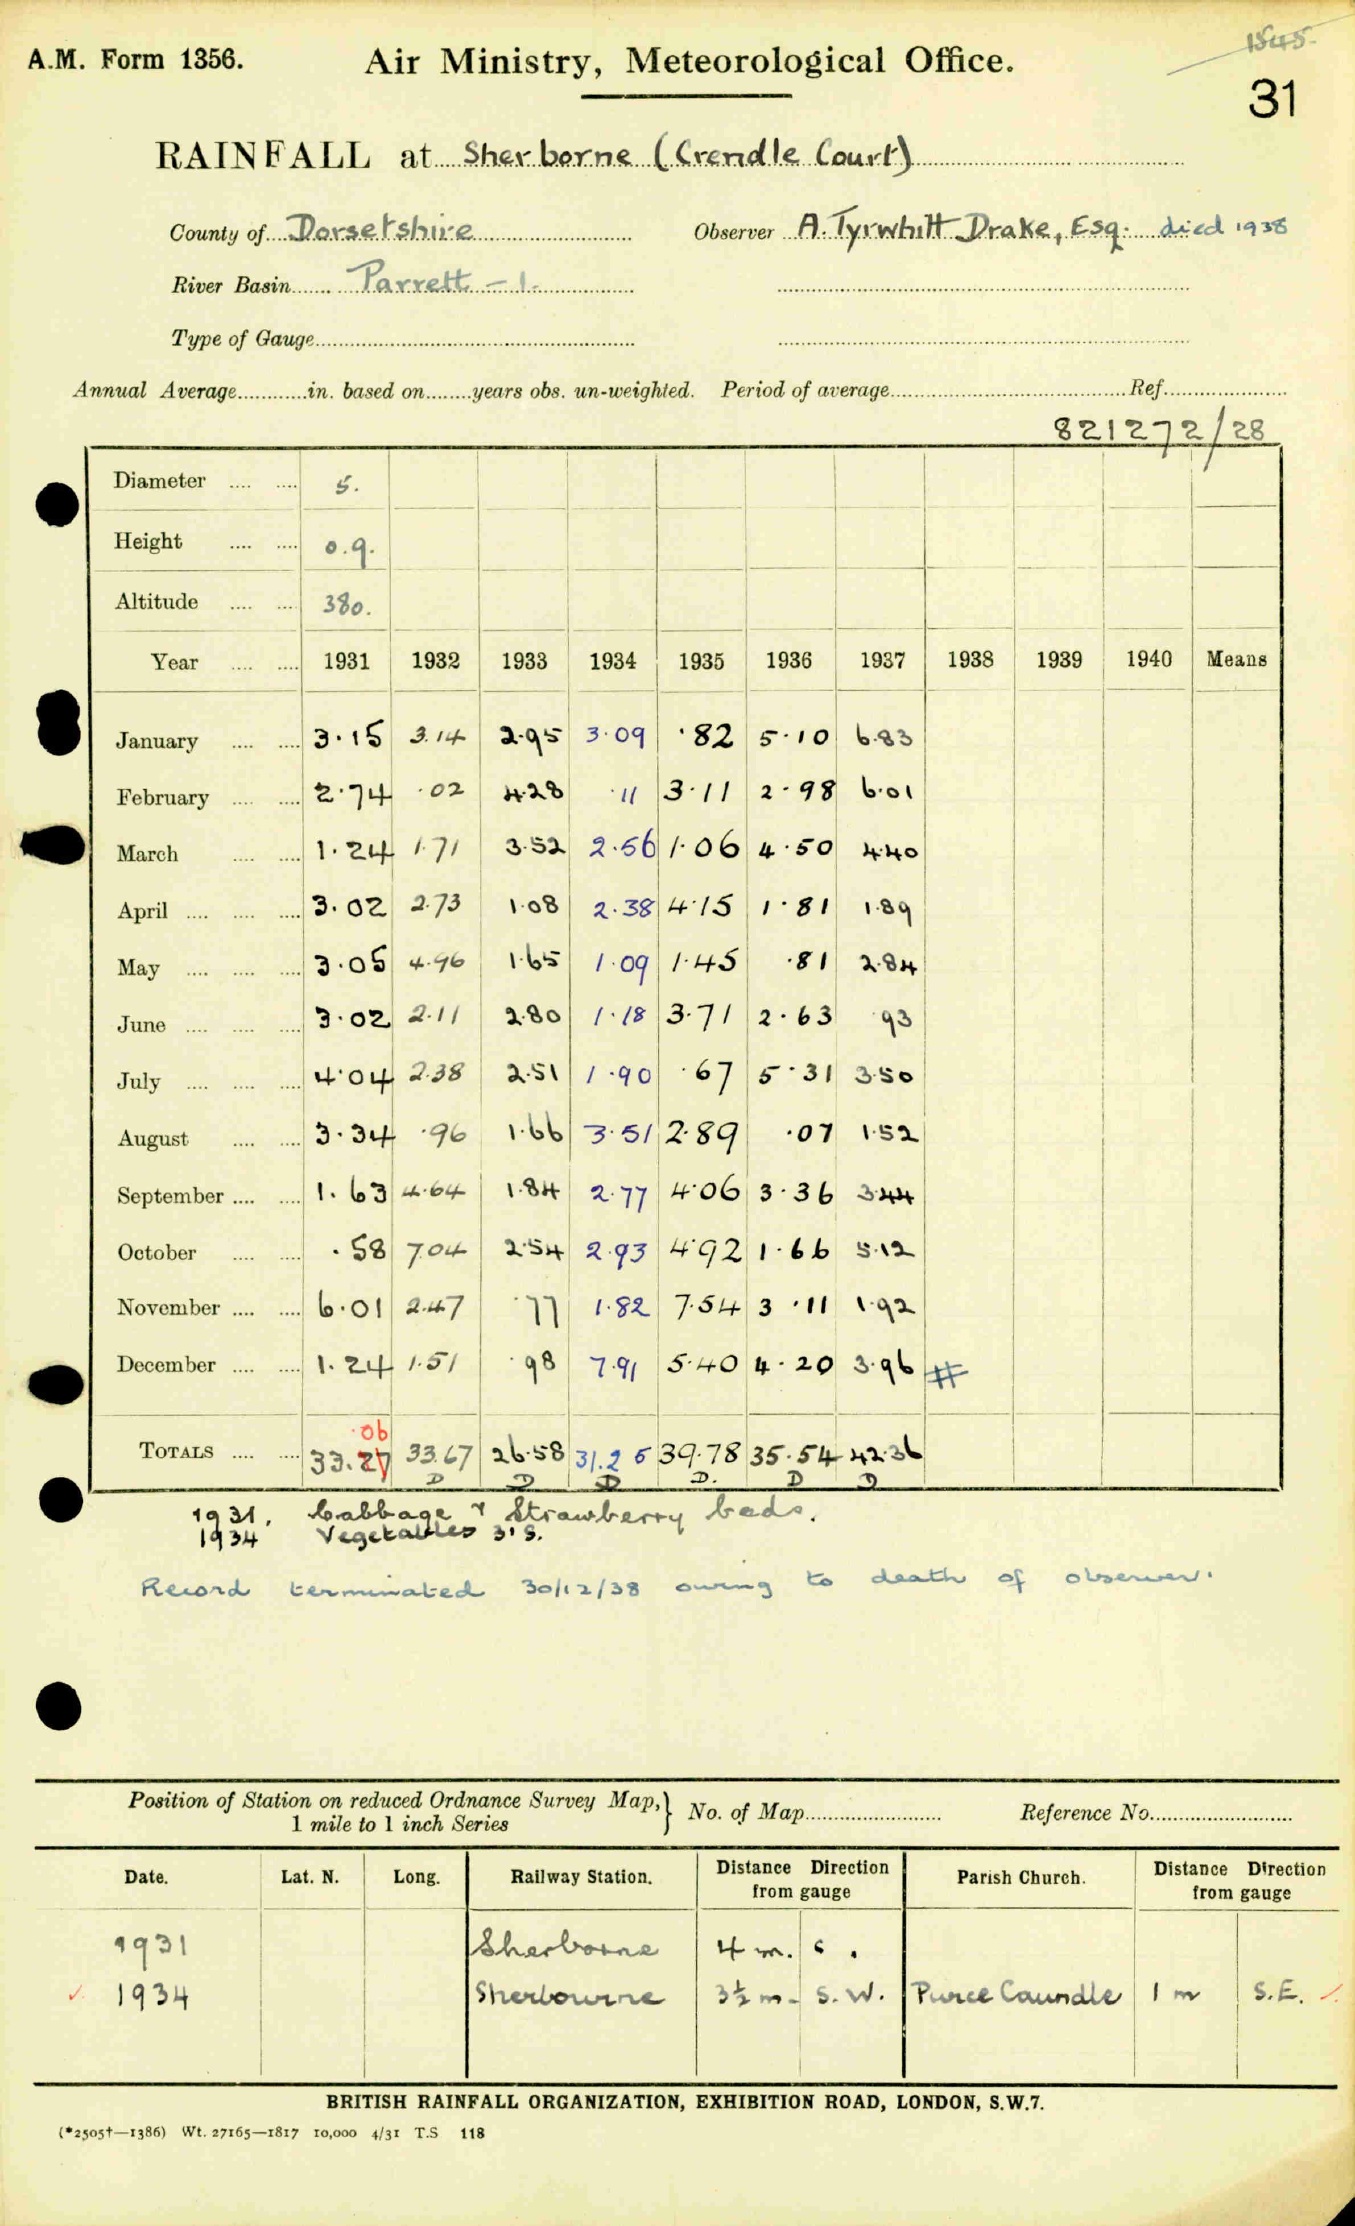 1545.
A.M. Form 1356. Air Ministry, Meteorological Office.
31
RAINFALL at Sherborne (Crendle Court)
County of Dorsetshire Observer A. Tyrwhitt Drake, Esq. died 1938
River Basin Parrett - 1.
Type of Gauge
Annual Average in. based on years obs. un-weighted. Period of average Ref.
821272/28
Diameter 5.
Height 0.9.
Altitude 380.
Year 1931 1932 1933 1934 1935 1936 1937 1938 1939 1940 Means
January 3.15 3.14 2.95 3.09 .82 5.10 6.83
February 2.74 .02 4.28 .11 3.11 2.98 6.01
March 1.24 1.71 3.52 2.56 1.06 4.50 4.40
April 3.02 2.73 1.08 2.38 4.15 1.81 1.89
May 3.05 4.96 1.65 1.09 1.45 .81 2.84
June 3.02 2.11 2.80 1.18 3.71 2.63 .93
July 4.04 2.38 2.51 1.90 .67 5.31 3.50
August 3.34 .96 1.66 3.51 2.89 .07 1.52
September 1.63 4.64 1.84 2.77 4.06 3.36 3.44
October .58 7.04 2.54 2.93 4.92 1.66 5.12
November 6.01 2.47 .77 1.82 7.54 3.11 1.92
December 1.24 1.51 .98 7.91 5.40 4.20 3.96 #
.06
TOTALS 33.27 33.67 26.58 31.25 39.78 35.54 42.36
D D D D. D D
1931. Cabbage & Strawberry beds.
1934 Vegetables 3' S.
Record terminated 30/12/38 owing to death of observer.
Position of Station on reduced Ordnance Survey Map, 1 mile to 1 inch Series } No. of Map Reference No.
Date. Lat. N. Long. Railway Station. Distance Direction from gauge Parish Church. Distance Direction from gauge
1931 Sherborne 4 m.
1934 Sherbourne 3½ m. S.W. Purse Caundle 1 m S.E.
BRITISH RAINFALL ORGANIZATION, EXHIBITION ROAD, LONDON, S.W.7.
(*2505†—1386) Wt. 27165—1817 10,000 4/31 T.S 118